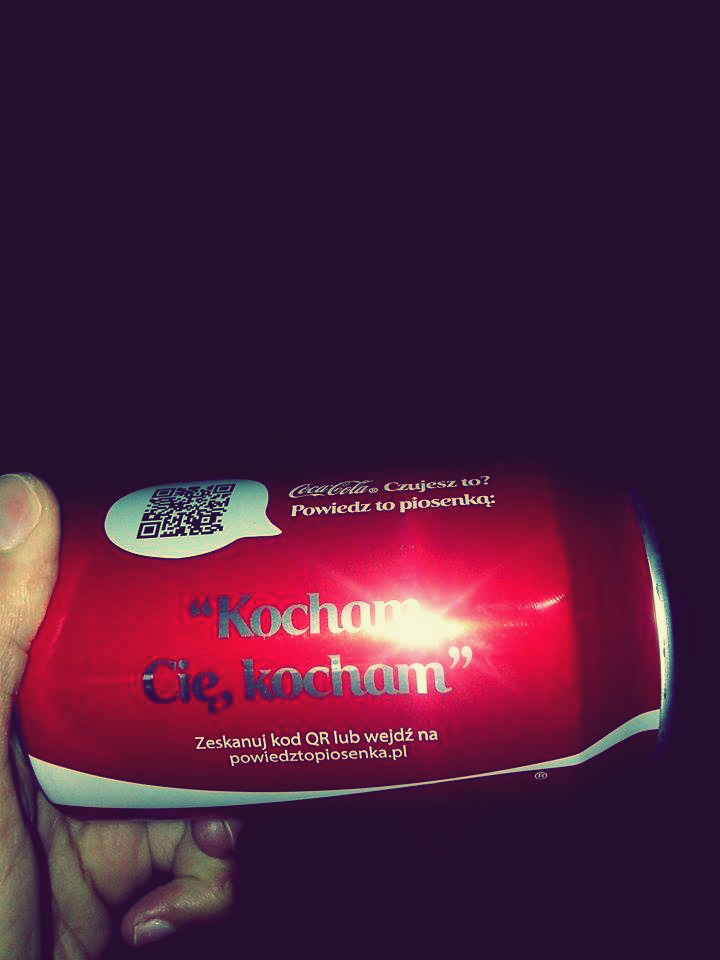 Coca-Cola® Czujesz to?
Powiedz to piosenką:
“Kocham
Cię, kocham”
Zeskanuj kod QR lub wejdź na
powiedztopiosenka.pl
®